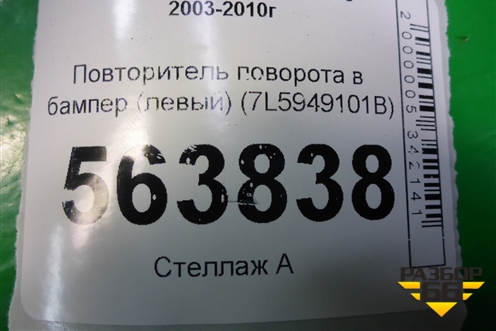 2003-2010г
Повторитель поворота в
бампер (левый) (7L5949101B)
563838
Стеллаж А
2000005342141
РАЗБОР
66